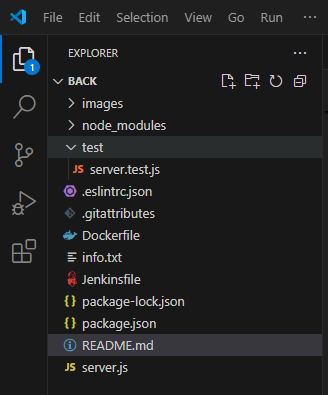 File Edit Selection View Go Run
EXPLORER
1
BACK
images
node_modules
test
JS server.test.js
.eslintrc.json
.gitattributes
Dockerfile
info.txt
Jenkinsfile
{} package-lock.json
{} package.json
README.md
JS server.js